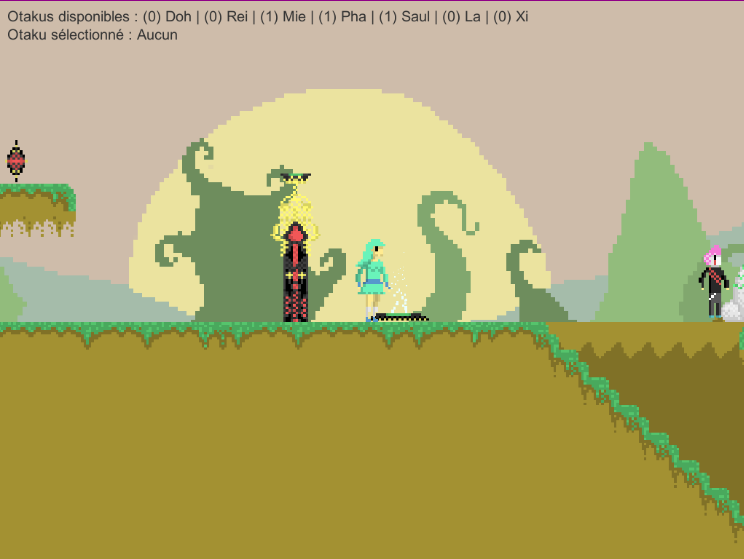 Otakus disponibles : (0) Doh | (0) Rei | (1) Mie | (1) Pha | (1) Saul | (0) La | (0) Xi
Otaku sélectionné : Aucun